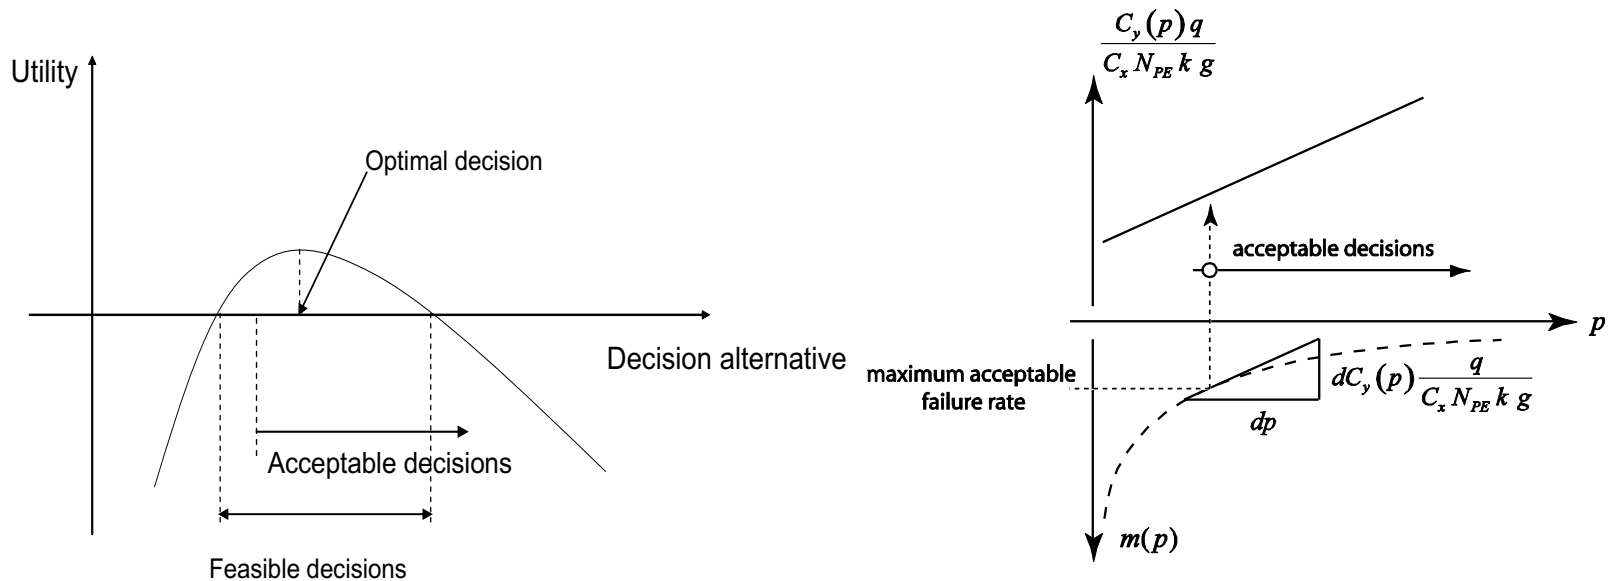 Utility
Optimal decision
Decision alternative
Acceptable decisions
Feasible decisions
C_y(p) q
C_x N_PE k g
acceptable decisions
p
maximum acceptable
failure rate
dC_y(p) q
C_x N_PE k g
dp
m(p)